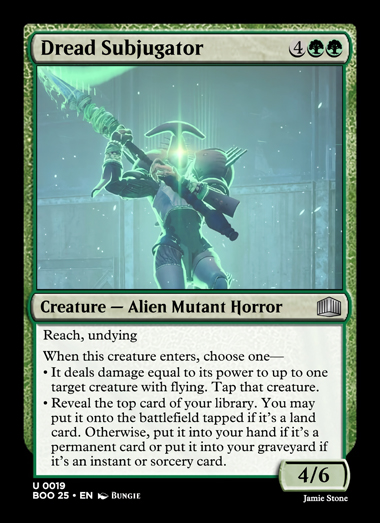 Dread Subjugator 4
Creature — Alien Mutant Horror
Reach, undying
When this creature enters, choose one—
• It deals damage equal to its power to up to one
target creature with flying. Tap that creature.
• Reveal the top card of your library. You may
put it onto the battlefield tapped if it's a land
card. Otherwise, put it into your hand if it's a
permanent card or put it into your graveyard if
it's an instant or sorcery card.
4/6
U 0019
BOO 25 • EN BUNGIE
Jamie Stone